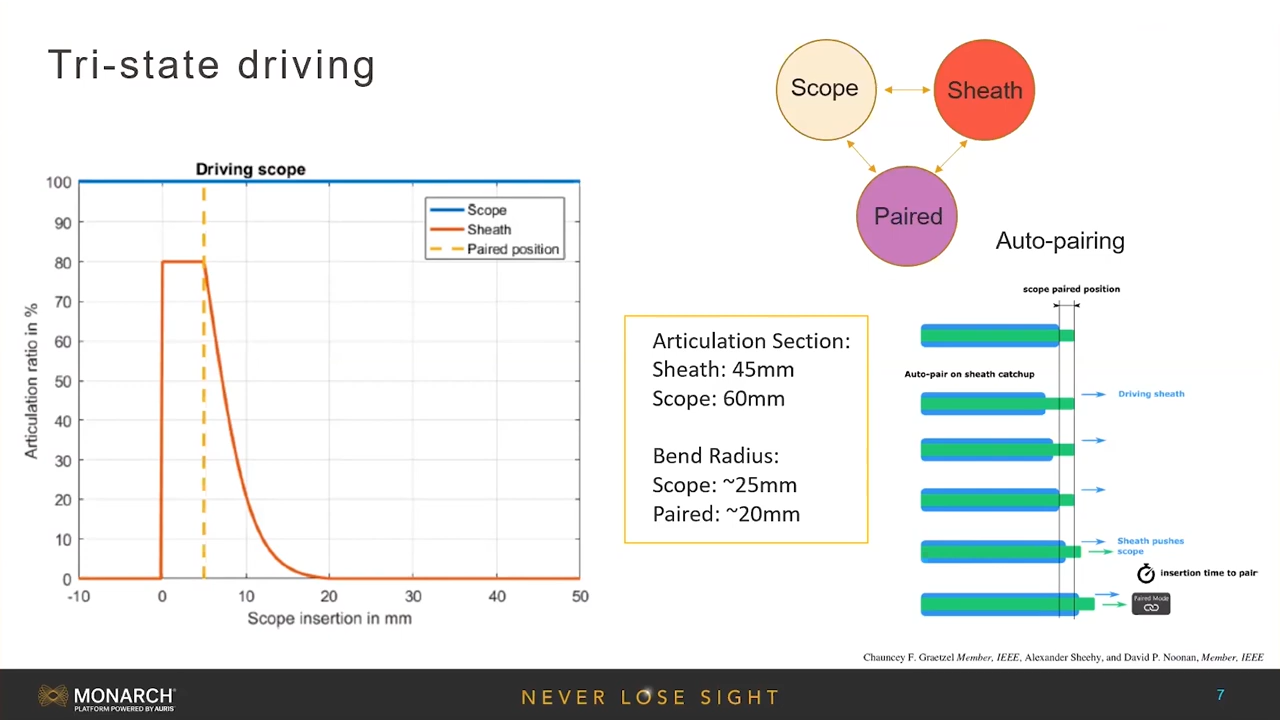 Tri-state driving
Scope
Sheath
Paired
Auto-pairing
Driving scope
100
90
80
70
60
50
40
30
20
10
0
-10
0
10
20
30
40
50
Articulation ratio in %
Scope insertion in mm
Scope
Sheath
Paired position
Articulation Section:
Sheath: 45mm
Scope: 60mm
Bend Radius:
Scope: ~25mm
Paired: ~20mm
scope paired position
Auto-pair on sheath catchup
Driving sheath
Sheath pushes
scope
insertion time to pair
Paired Mode
Chauncey F. Graetzel Member, IEEE, Alexander Sheehy, and David P. Noonan, Member, IEEE
MONARCH
PLATFORM POWERED BY AURIS
NEVER LOSE SIGHT
7